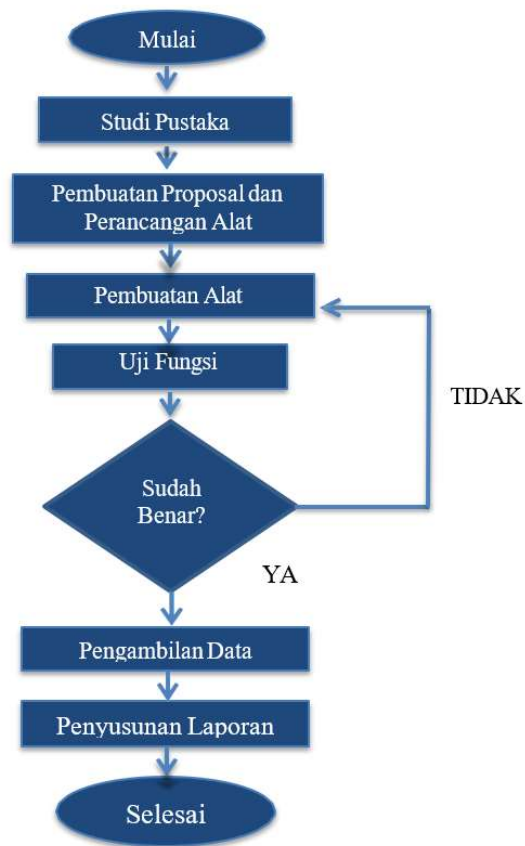 Mulai
Studi Pustaka
Pembuatan Proposal dan
Perancangan Alat
Pembuatan Alat
Uji Fungsi
TIDAK
Sudah
Benar?
YA
Pengambilan Data
Penyusunan Laporan
Selesai